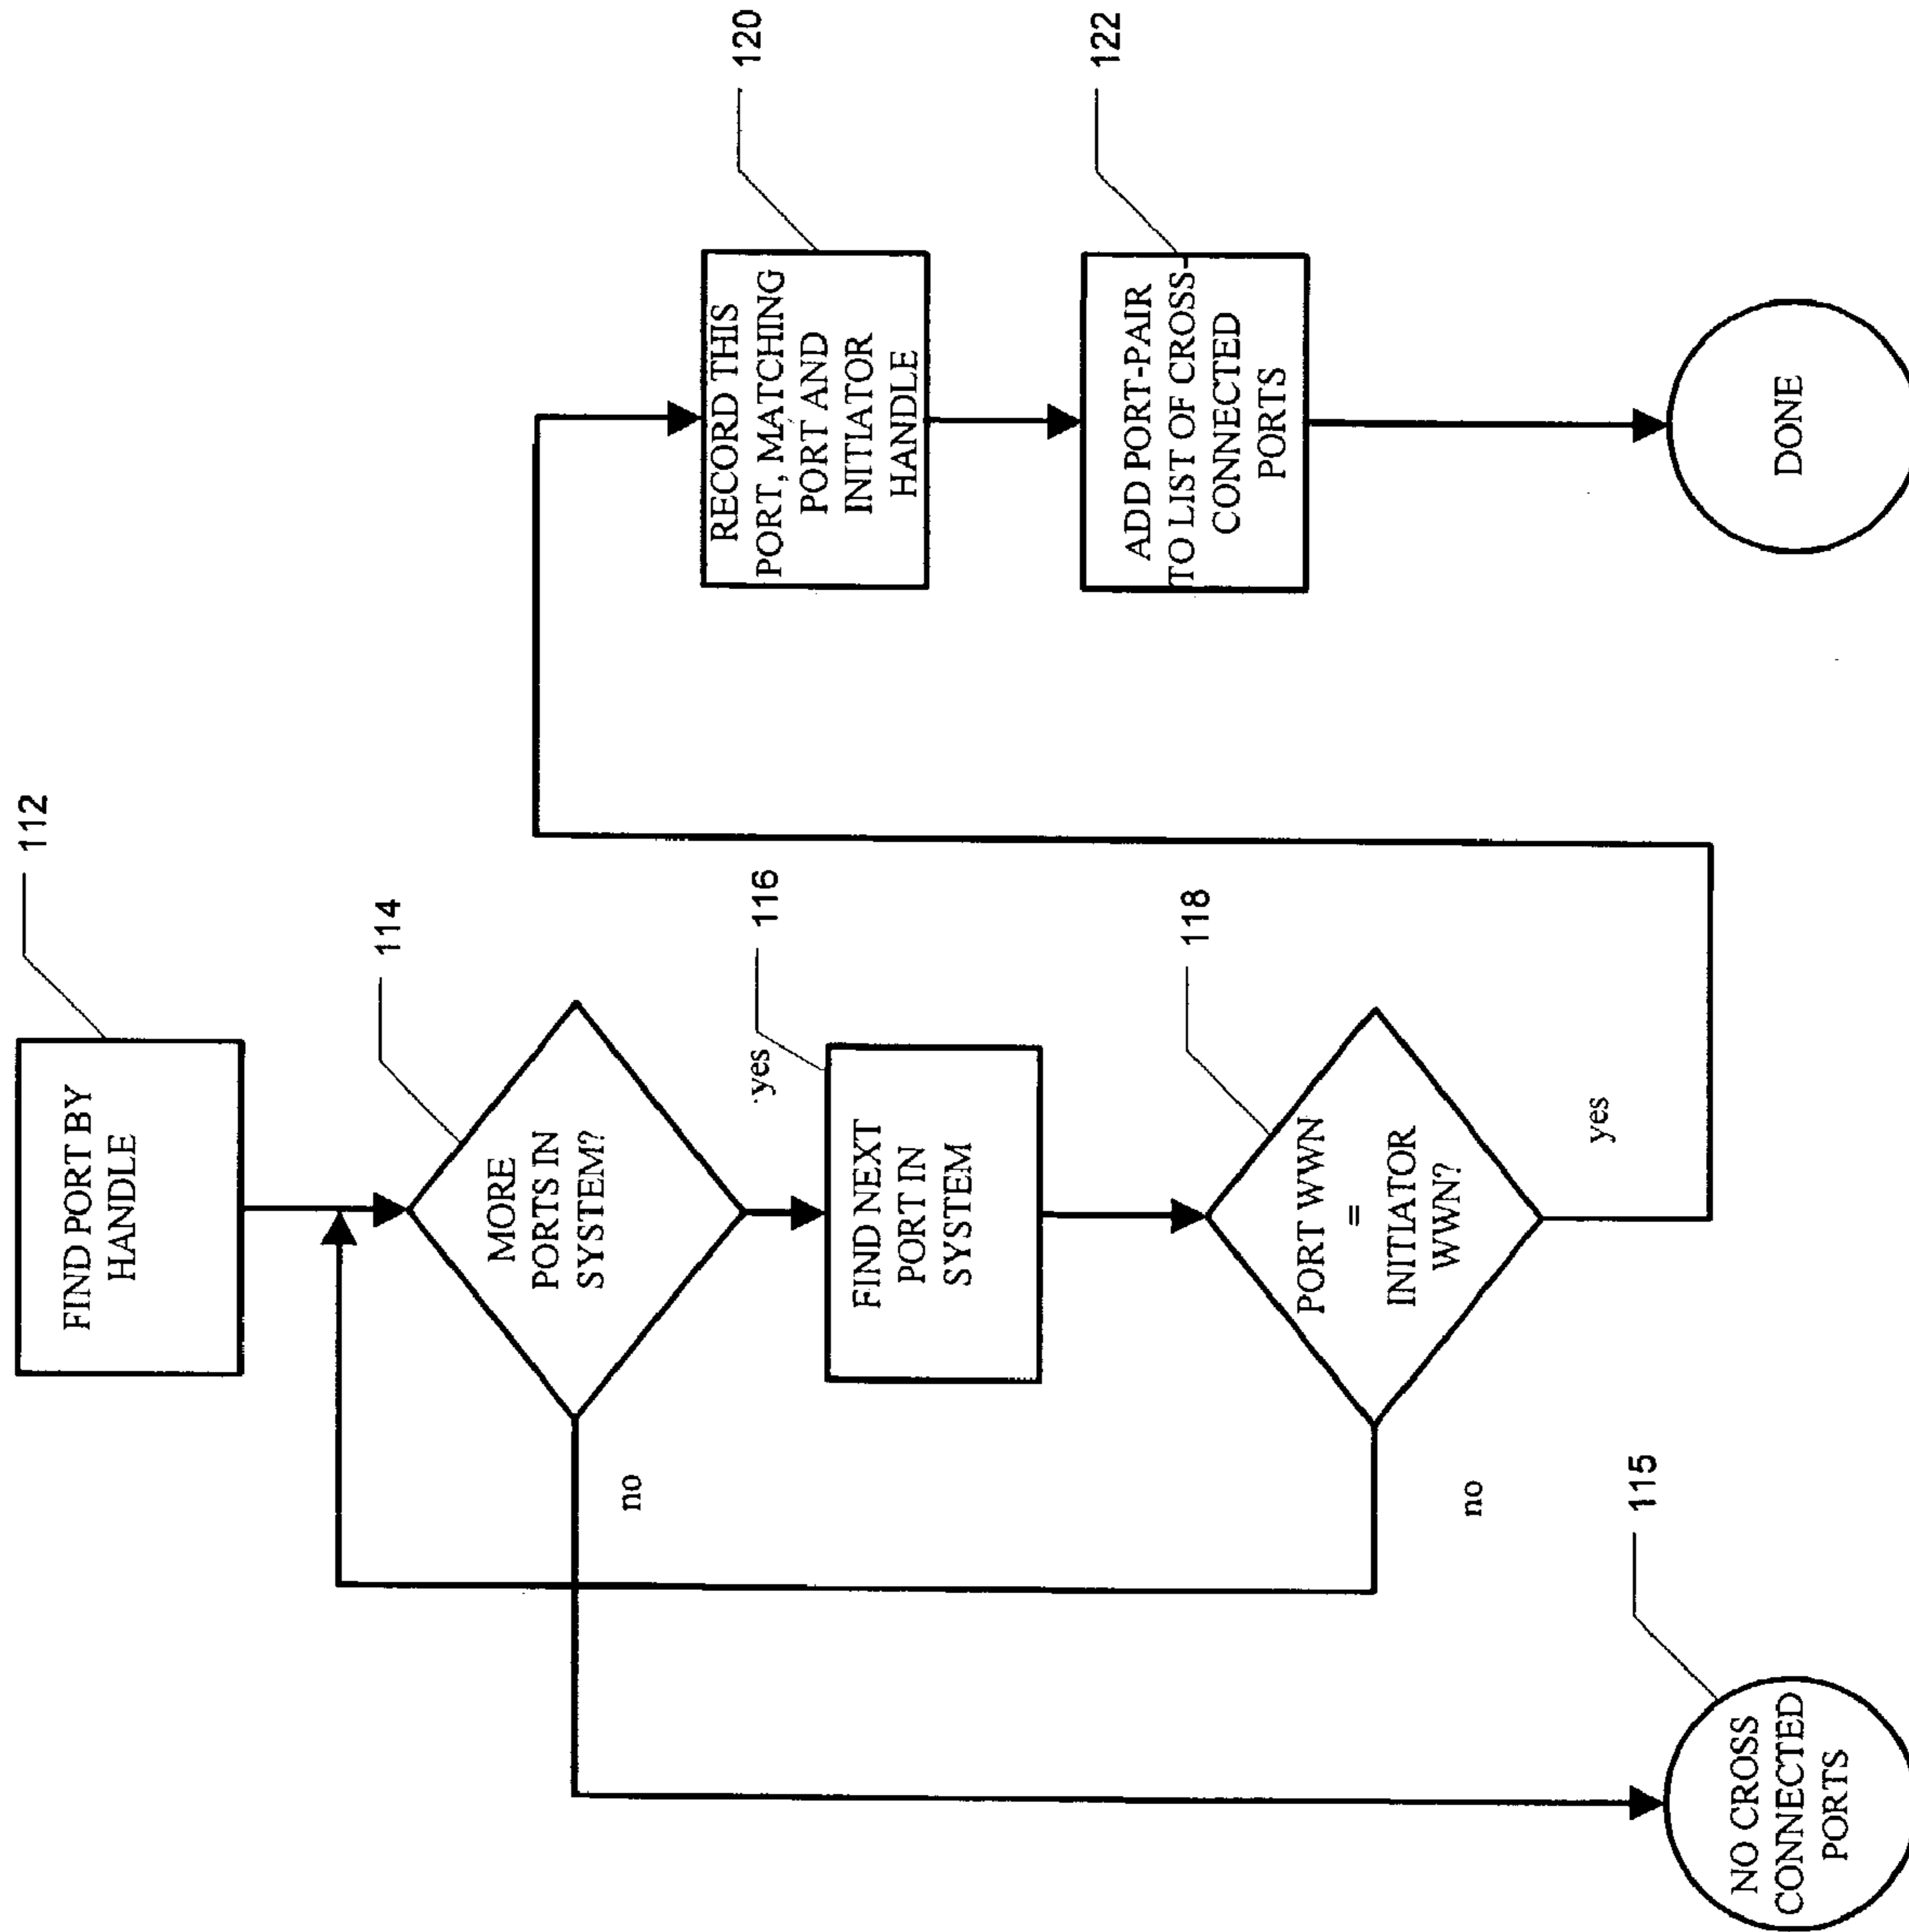 112
FIND PORT BY
HANDLE
114
MORE
PORTS IN
SYSTEM?
no
yes
116
FIND NEXT
PORT IN
SYSTEM
118
PORT WWN
=
INITIATOR
WWN?
no
yes
115
NO CROSS
CONNECTED
PORTS
120
RECORD THIS
PORT, MATCHING
PORT AND
INITIATOR
HANDLE
122
ADD PORT-PAIR
TO LIST OF CROSS-
CONNECTED
PORTS
DONE